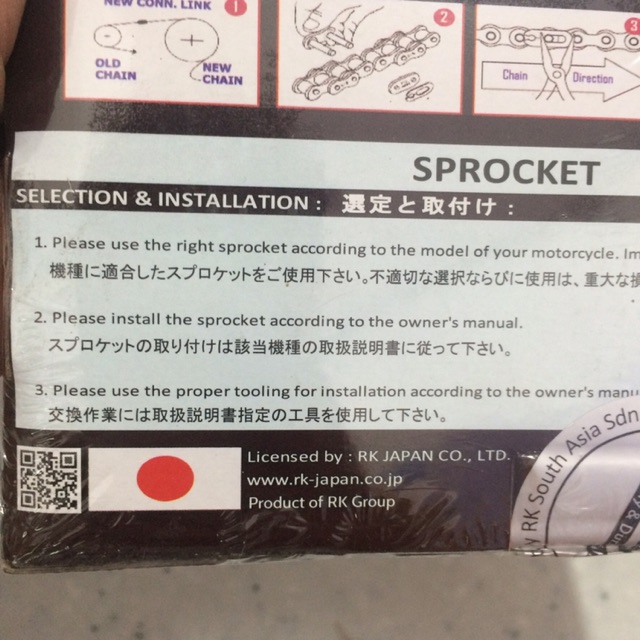 NEW CONN. LINK
1
OLD
CHAIN
NEW
CHAIN
2
3
Chain
Direction
SPROCKET
SELECTION & INSTALLATION : 選定と取付け :
1. Please use the right sprocket according to the model of your motorcycle. Im
機種に適合したスプロケットをご使用下さい。不適切な選択ならびに使用は、重大な損
2. Please install the sprocket according to the owner's manual.
スプロケットの取り付けは該当機種の取扱説明書に従って下さい。
3. Please use the proper tooling for installation according to the owner's manu
交換作業には取扱説明書指定の工具を使用して下さい。
Licensed by : RK JAPAN CO., LTD.
www.rk-japan.co.jp
Product of RK Group
y RK South Asia Sdn